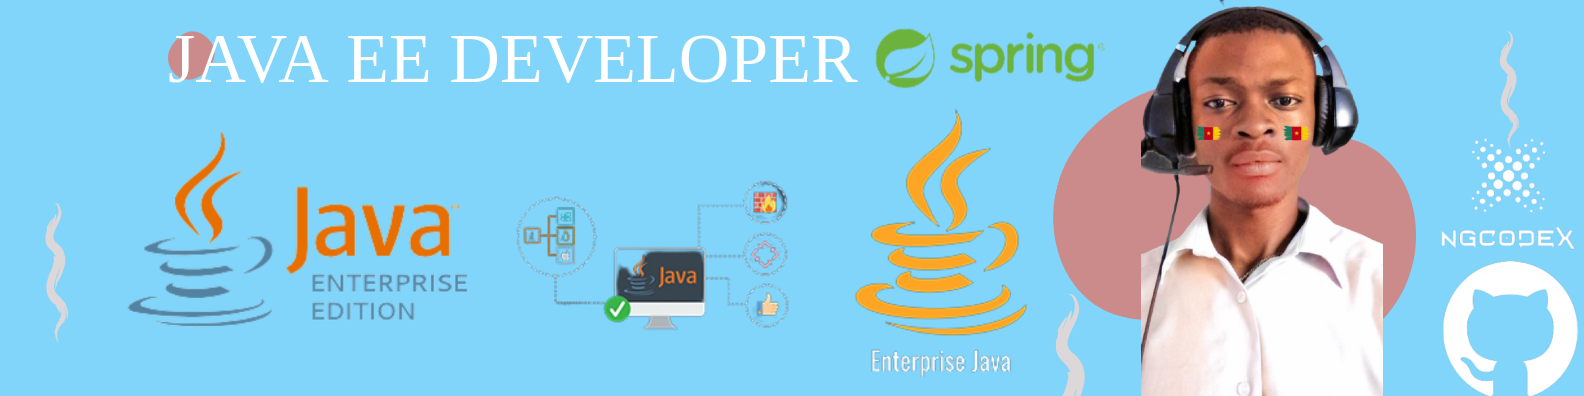 JAVA EE DEVELOPER
spring
Java
ENTERPRISE
EDITION
Java
Enterprise Java
NGCODEX